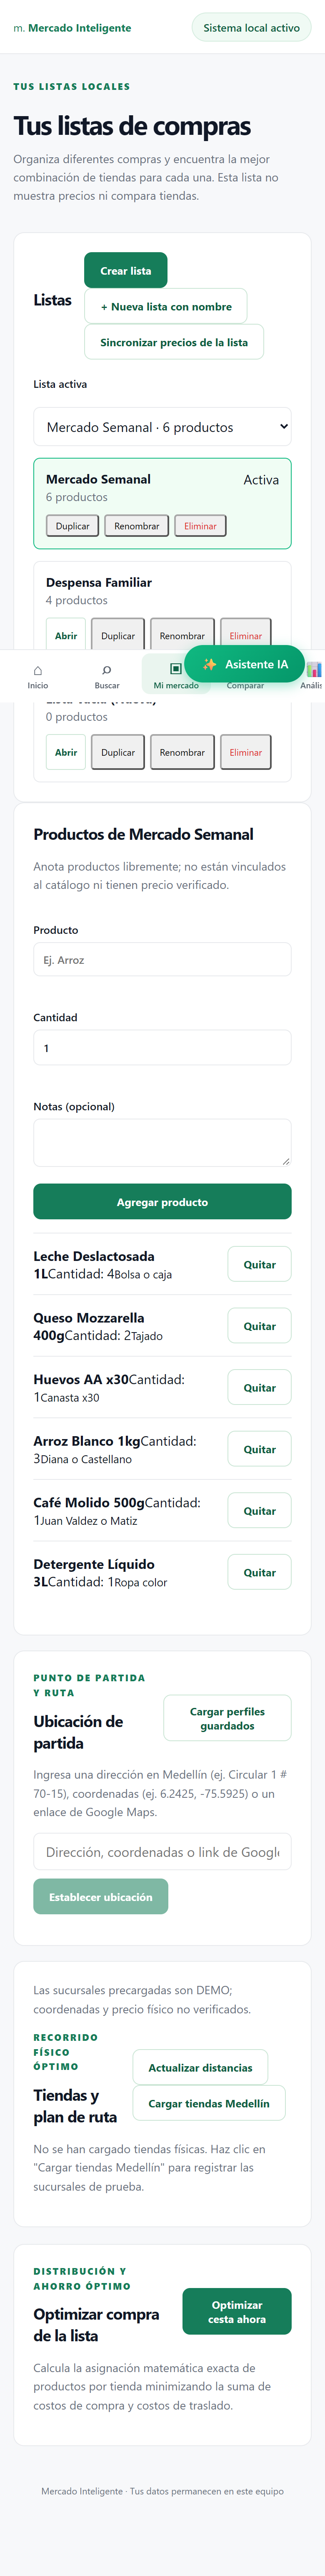 m. Mercado Inteligente
Sistema local activo
TUS LISTAS LOCALES
Tus listas de compras
Organiza diferentes compras y encuentra la mejor
combinación de tiendas para cada una. Esta lista no
muestra precios ni compara tiendas.
Listas
Crear lista
+ Nueva lista con nombre
Sincronizar precios de la lista
Lista activa
Mercado Semanal · 6 productos
Mercado Semanal
Activa
6 productos
Duplicar
Renombrar
Eliminar
Despensa Familiar
4 productos
Abrir
Duplicar
Renombrar
Eliminar
Inicio
Buscar
Mi mercado
Comparar
Anális
Asistente IA
0 productos
Abrir
Duplicar
Renombrar
Eliminar
Productos de Mercado Semanal
Anota productos libremente; no están vinculados
al catálogo ni tienen precio verificado.
Producto
Ej. Arroz
Cantidad
1
Notas (opcional)
Agregar producto
Leche Deslactosada
1LCantidad: 4Bolsa o caja
Quitar
Queso Mozzarella
400gCantidad: 2Tajado
Quitar
Huevos AA x30Cantidad:
1Canasta x30
Quitar
Arroz Blanco 1kgCantidad:
3Diana o Castellano
Quitar
Café Molido 500gCantidad:
1Juan Valdez o Matiz
Quitar
Detergente Líquido
3LCantidad: 1Ropa color
Quitar
PUNTO DE PARTIDA
Y RUTA
Ubicación de
partida
Cargar perfiles
guardados
Ingresa una dirección en Medellín (ej. Circular 1 #
70-15), coordenadas (ej. 6.2425, -75.5925) o un
enlace de Google Maps.
Dirección, coordenadas o link de Googl
Establecer ubicación
Las sucursales precargadas son DEMO;
coordenadas y precio físico no verificados.
RECORRIDO
FÍSICO
ÓPTIMO
Tiendas y
plan de ruta
Actualizar distancias
Cargar tiendas Medellín
No se han cargado tiendas físicas. Haz clic en
"Cargar tiendas Medellín" para registrar las
sucursales de prueba.
DISTRIBUCIÓN Y
AHORRO ÓPTIMO
Optimizar compra
de la lista
Optimizar
cesta ahora
Calcula la asignación matemática exacta de
productos por tienda minimizando la suma de
costos de compra y costos de traslado.
Mercado Inteligente · Tus datos permanecen en este equipo